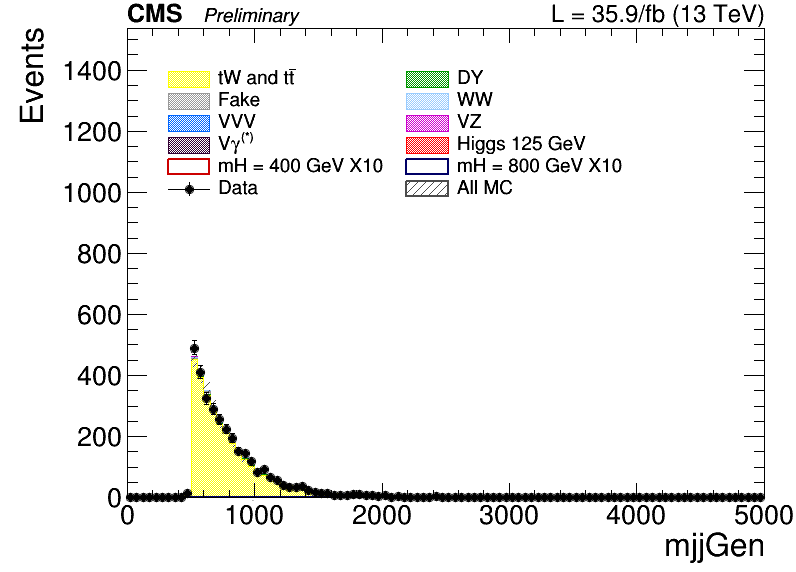 CMS Preliminary L = 35.9/fb (13 TeV)
Events
1400
1200
1000
800
600
400
200
0
tW and tt̄ DY
Fake WW
VVV VZ
Vγ(*) Higgs 125 GeV
mH = 400 GeV X10 mH = 800 GeV X10
Data All MC
0 1000 2000 3000 4000 5000
mjjGen